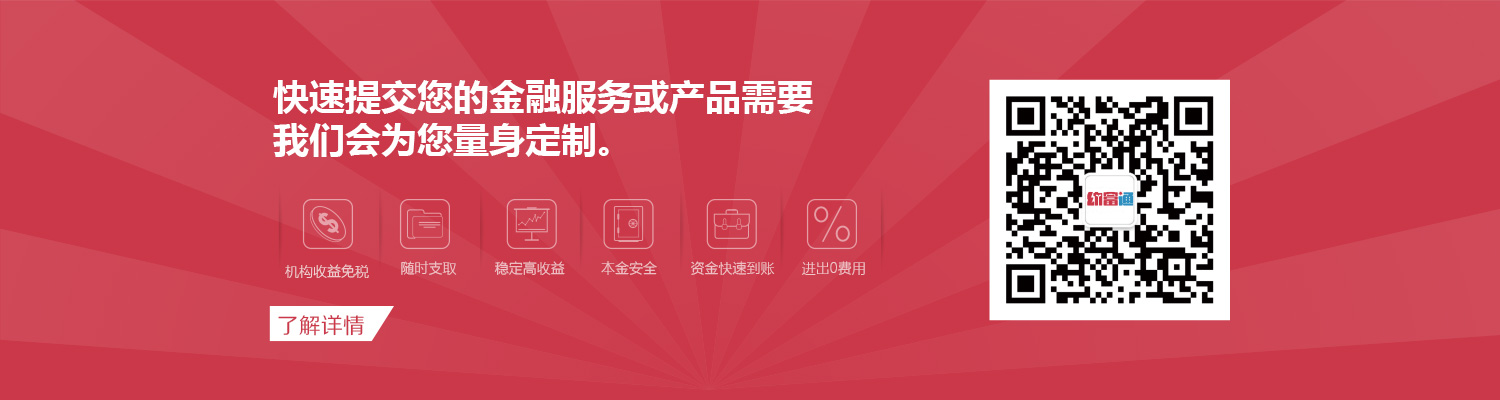 快速提交您的金融服务或产品需要
我们会为您量身定制。
机构收益免税
随时支取
稳定高收益
本金安全
资金快速到账
进出0费用
了解详情